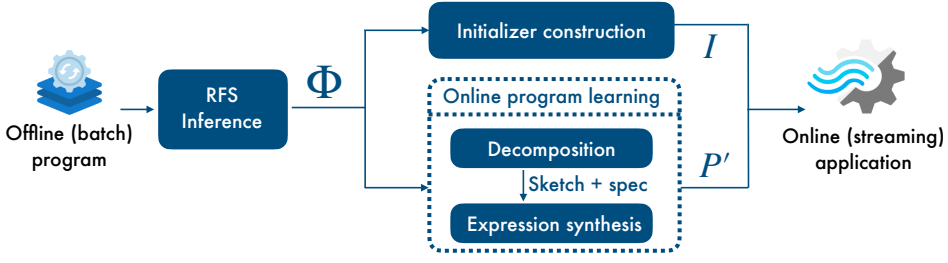 Offline (batch)
program
RFS
Inference
Φ
Initializer construction
I
Online program learning
Decomposition
Sketch + spec
Expression synthesis
P′
Online (streaming)
application